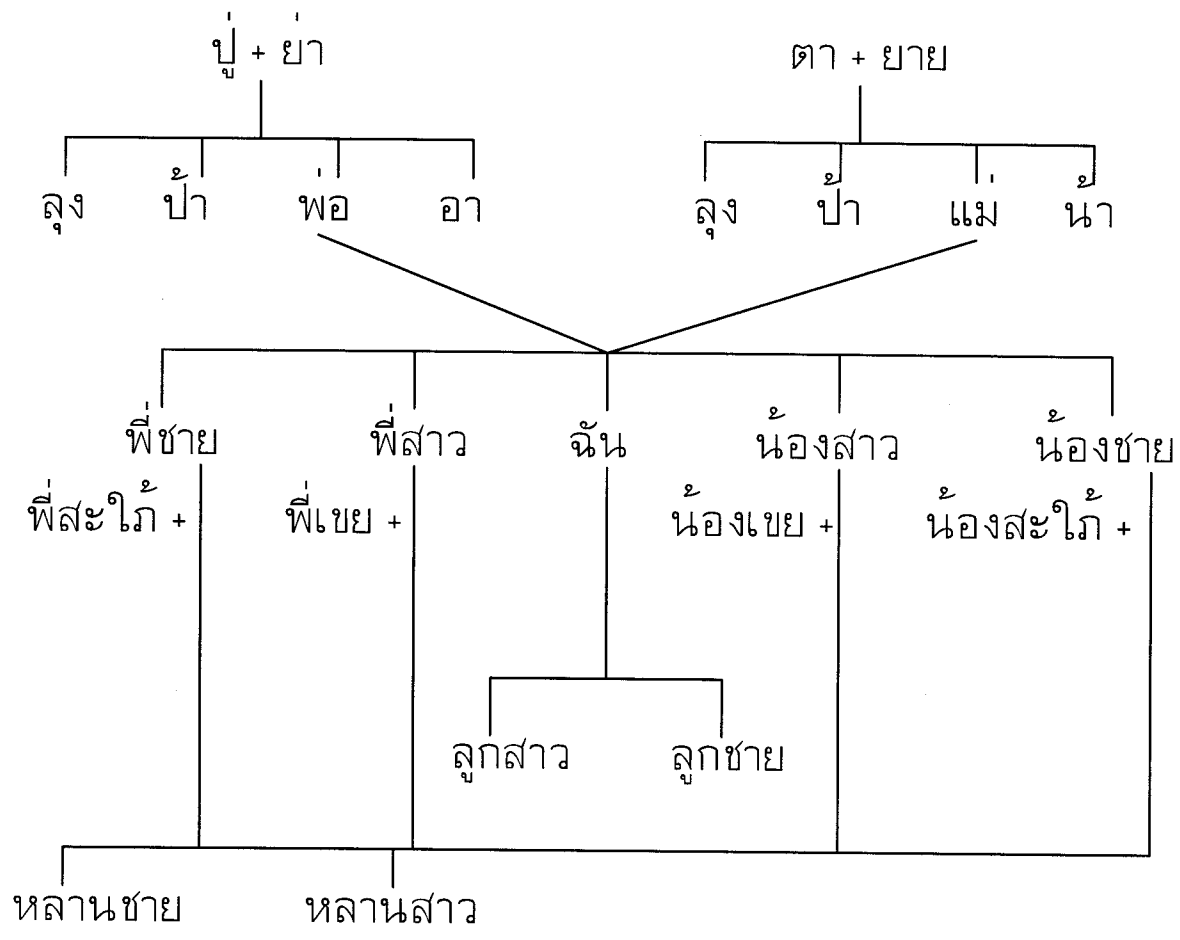 ปู่ + ย่า ตา + ยาย
ลุง ป้า พ่อ อา ลุง ป้า แม่ น้า
พี่ชาย พี่สาว ฉัน น้องสาว น้องชาย
พี่สะใภ้ + พี่เขย + น้องเขย + น้องสะใภ้ +
ลูกสาว ลูกชาย
หลานชาย หลานสาว